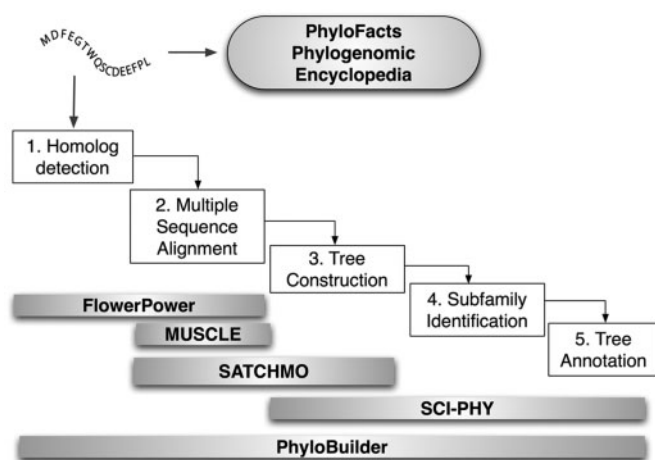 MDFEGTWQSCDEEFPL
PhyloFacts
Phylogenomic
Encyclopedia
1. Homolog
detection
2. Multiple
Sequence
Alignment
3. Tree
Construction
4. Subfamily
Identification
5. Tree
Annotation
FlowerPower
MUSCLE
SATCHMO
SCI-PHY
PhyloBuilder